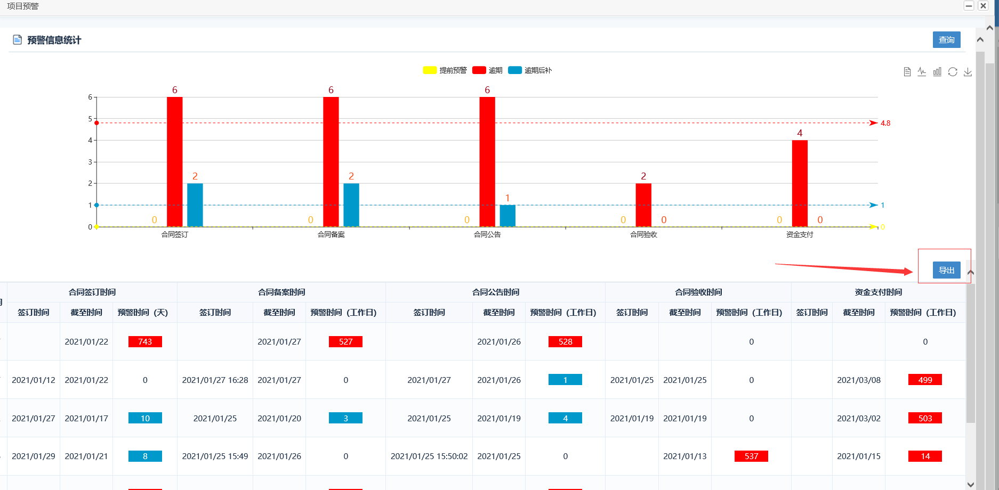 项目预警
预警信息统计
查询
提前预警 逾期 逾期后补
6
5
4
3
2
1
0
6 6 6
4.8
4
2 2 2
1 1
0 0 0 0 0 0 0 0
合同签订 合同备案 合同公告 合同验收 资金支付
导出
合同签订时间 合同备案时间 合同公告时间 合同验收时间 资金支付时间
签订时间 截至时间 预警时间（天） 签订时间 截至时间 预警时间（工作日） 签订时间 截至时间 预警时间（工作日） 签订时间 截至时间 预警时间（工作日） 签订时间 截至时间 预警时间（工作日）
2021/01/22 743 2021/01/27 527 2021/01/26 528 0 0
2021/01/12 2021/01/22 0 2021/01/27 16:28 2021/01/27 0 2021/01/27 2021/01/26 1 2021/01/25 2021/01/25 0 2021/03/08 499
2021/01/27 2021/01/17 10 2021/01/25 2021/01/20 3 2021/01/25 2021/01/19 4 2021/01/19 2021/01/19 0 2021/03/02 503
2021/01/29 2021/01/21 8 2021/01/25 15:49 2021/01/26 0 2021/01/25 15:50:02 2021/01/25 0 2021/01/13 537 2021/01/15 14